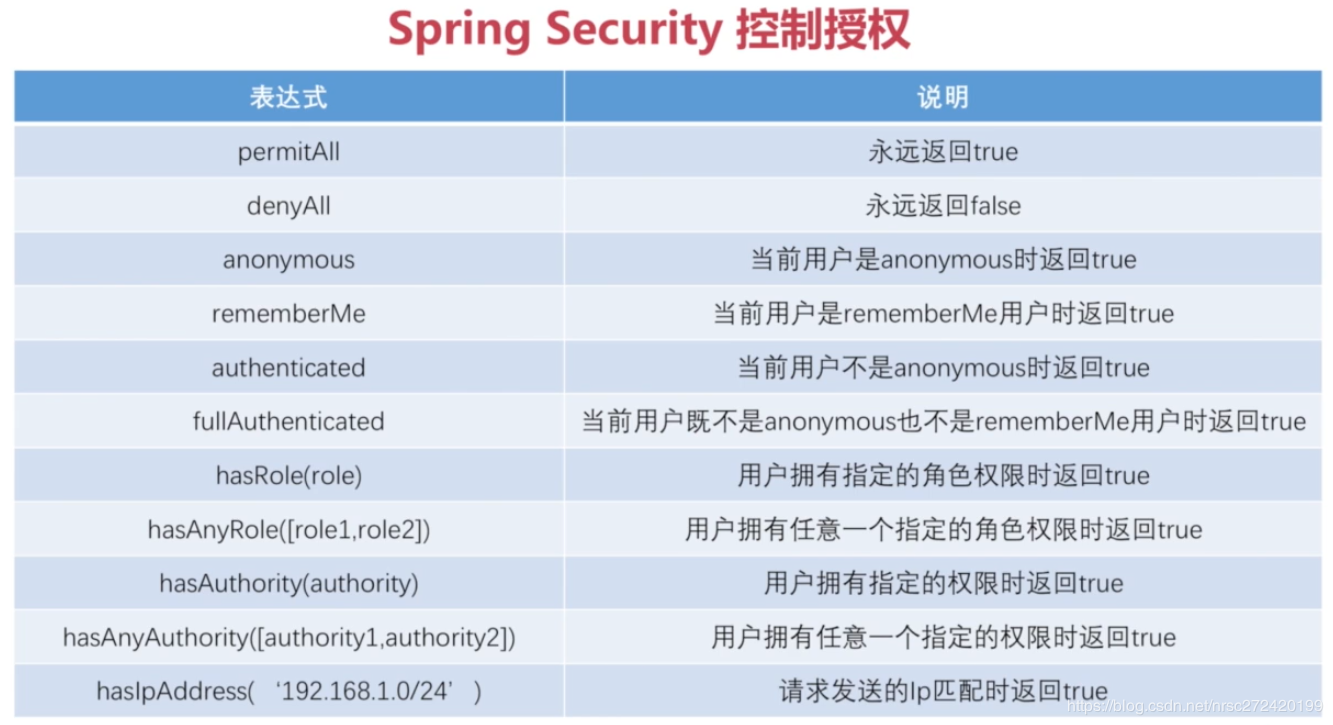 Spring Security 控制授权
表达式 说明
permitAll 永远返回true
denyAll 永远返回false
anonymous 当前用户是anonymous时返回true
rememberMe 当前用户是rememberMe用户时返回true
authenticated 当前用户不是anonymous时返回true
fullAuthenticated 当前用户既不是anonymous也不是rememberMe用户时返回true
hasRole(role) 用户拥有指定的角色权限时返回true
hasAnyRole([role1,role2]) 用户拥有任意一个指定的角色权限时返回true
hasAuthority(authority) 用户拥有指定的权限时返回true
hasAnyAuthority([authority1,authority2]) 用户拥有任意一个指定的权限时返回true
hasIpAddress( ‘192.168.1.0/24’ ) 请求发送的Ip匹配时返回true
https://blog.csdn.net/nrsc272420199